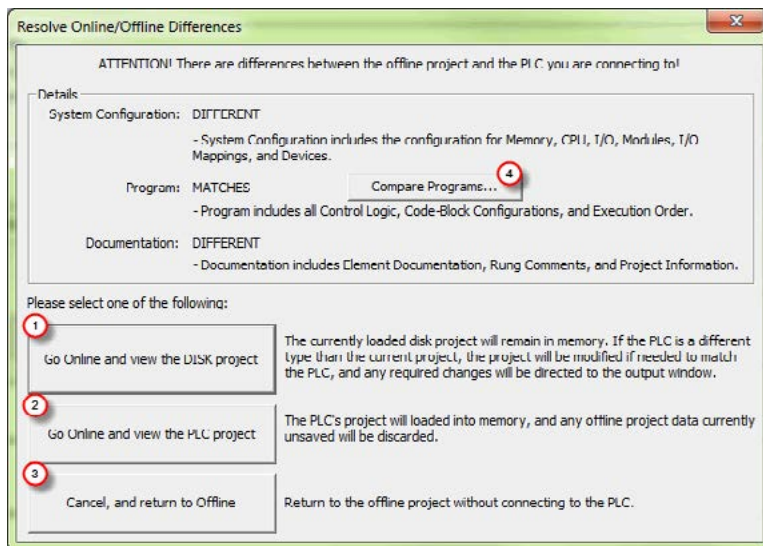 Resolve Online/Offline Differences
ATTENTION! There are differences between the offline project and the PLC you are connecting to!
Details
System Configuration: DIFFERENT
- System Configuration includes the configuration for Memory, CPU, I/O, Modules, I/O
Mappings, and Devices.
4
Program: MATCHES Compare Programs...
- Program includes all Control Logic, Code-Block Configurations, and Execution Order.
Documentation: DIFFERENT
- Documentation includes Element Documentation, Rung Comments, and Project Information.
Please select one of the following:
1
Go Online and view the DISK project
The currently loaded disk project will remain in memory. If the PLC is a different
type than the current project, the project will be modified if needed to match
the PLC, and any required changes will be directed to the output window.
2
Go Online and view the PLC project
The PLC's project will loaded into memory, and any offline project data currently
unsaved will be discarded.
3
Cancel, and return to Offline
Return to the offline project without connecting to the PLC.